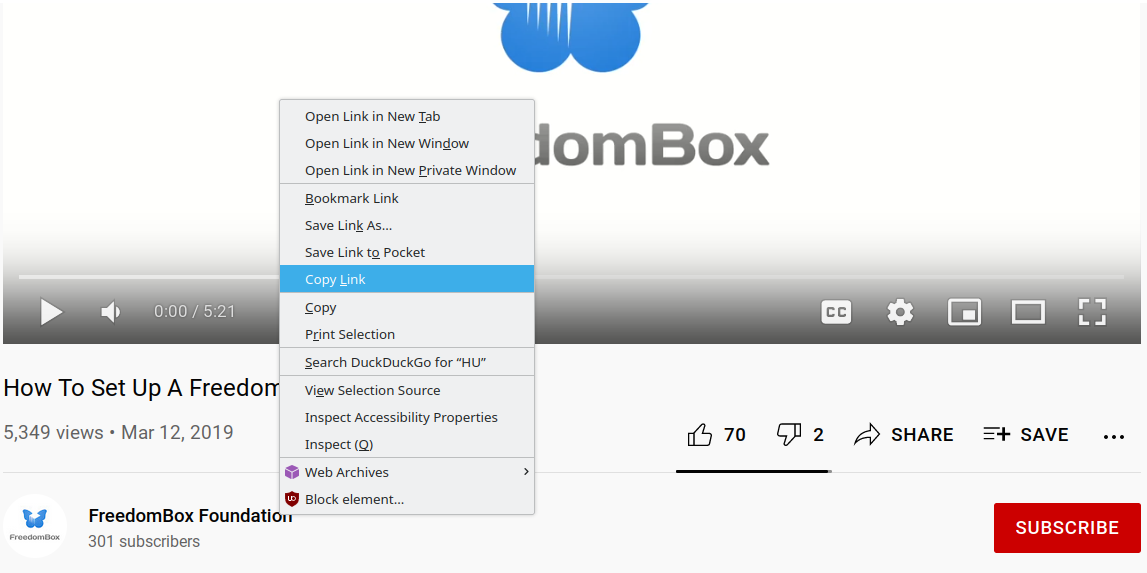 domBox
Open Link in New Tab
Open Link in New Window
Open Link in New Private Window
Bookmark Link
Save Link As...
Save Link to Pocket
Copy Link
Copy
Print Selection
Search DuckDuckGo for “HU”
View Selection Source
Inspect Accessibility Properties
Inspect (Q)
Web Archives
Block element...
0:00 / 5:21
CC
How To Set Up A Freedom
5,349 views • Mar 12, 2019
70
2
SHARE
SAVE
FreedomBox
FreedomBox Foundation
301 subscribers
SUBSCRIBE